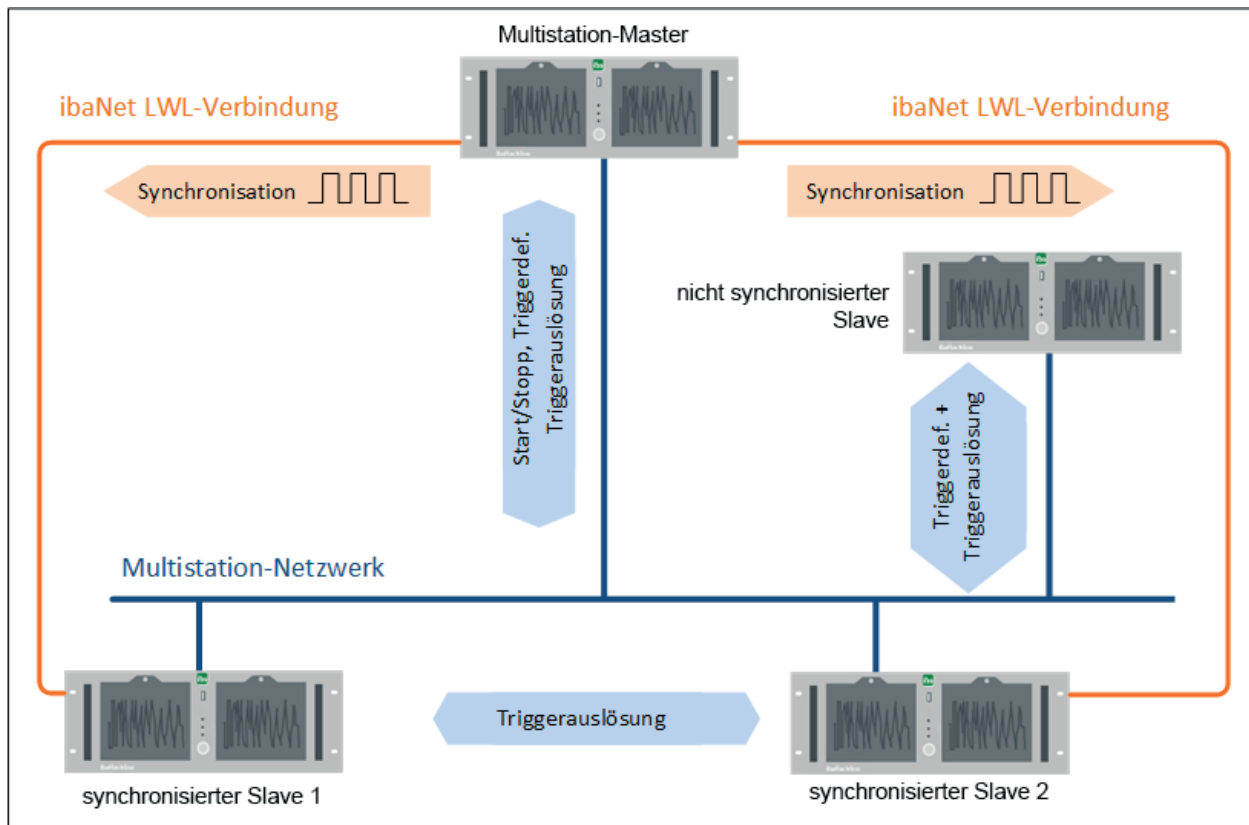 Multistation-Master
ibaNet LWL-Verbindung
ibaNet LWL-Verbindung
Synchronisation
Synchronisation
Start/Stopp, Triggerdef.
Triggerauslösung
nicht synchronisierter
Slave
Triggerdef. +
Triggerauslösung
Multistation-Netzwerk
Triggerauslösung
synchronisierter Slave 1
synchronisierter Slave 2